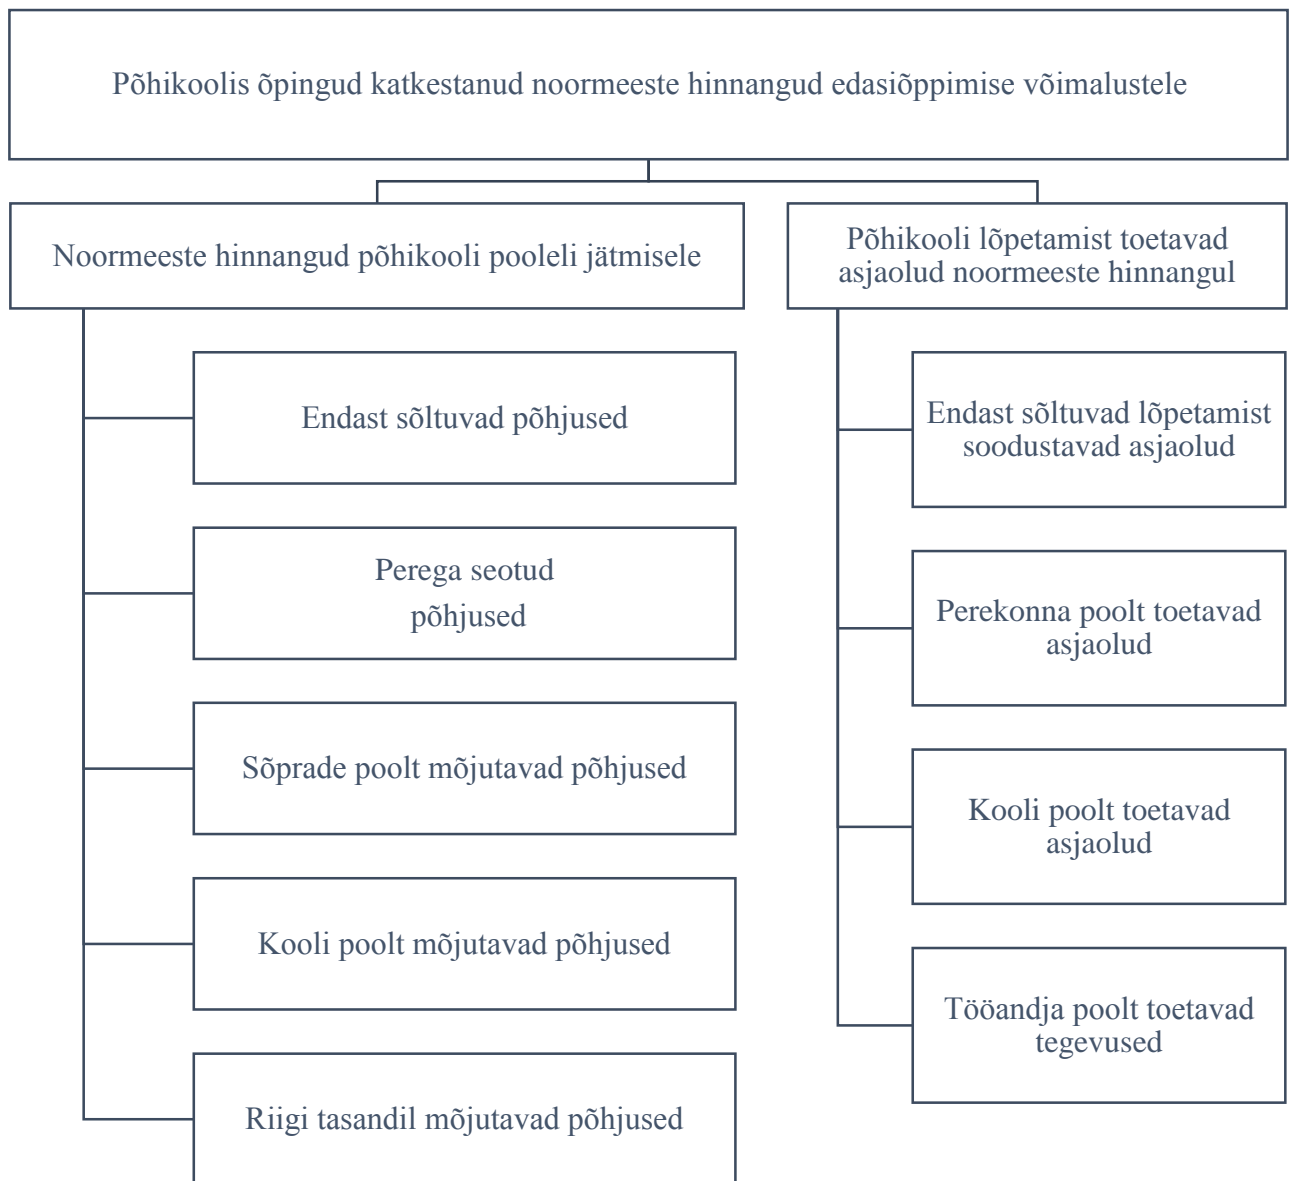 Põhikoolis õpingud katkestanud noormeeste hinnangud edasiõppimise võimalustele
Noormeeste hinnangud põhikooli pooleli jätmisele
Endast sõltuvad põhjused
Perega seotud
põhjused
Sõprade poolt mõjutavad põhjused
Kooli poolt mõjutavad põhjused
Riigi tasandil mõjutavad põhjused
Põhikooli lõpetamist toetavad
asjaolud noormeeste hinnangul
Endast sõltuvad lõpetamist
soodustavad asjaolud
Perekonna poolt toetavad
asjaolud
Kooli poolt toetavad
asjaolud
Tööandja poolt toetavad
tegevused